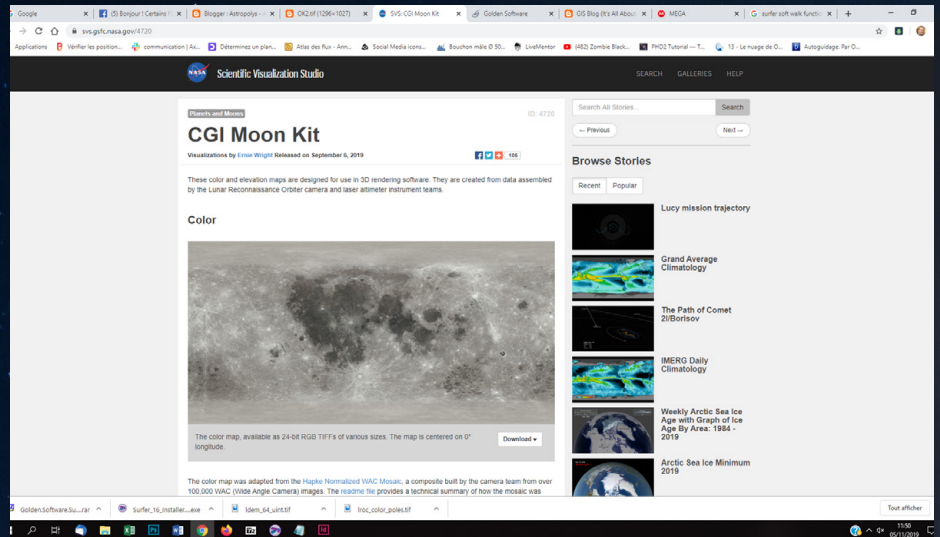 Google
(5) Bonjour ! Certains
Blogger : Astropolys -
OK2.tif (1296×1027)
SVS: CGI Moon Kit
Golden Software
GIS Blog (It's All About
MEGA
surfer soft walk functi
svs.gsfc.nasa.gov/4720
Applications
Vérifier les position...
communication | As...
Déterminez un plan...
Atlas des flux - Arm...
Social Media icons...
Bouchon mâle Ø 50...
LiveMentor
(482) Zombie Black...
PHD2 Tutorial — T...
13 - Le nuage de O...
Autoguidage. Par O...
NASA
Scientific Visualization Studio
SEARCH GALLERIES HELP
Planets and Moons
ID: 4720
CGI Moon Kit
Visualizations by Ernie Wright Released on September 6, 2019
These color and elevation maps are designed for use in 3D rendering software. They are created from data assembled
by the Lunar Reconnaissance Orbiter camera and laser altimeter instrument teams.
Color
The color map, available as 24-bit RGB TIFFs of various sizes. The map is centered on 0°
longitude.
Download
The color map was adapted from the Hapke Normalized WAC Mosaic, a composite built by the camera team from over
100,000 WAC (Wide Angle Camera) images. The readme file provides a technical summary of how the mosaic was
Search All Stories...
Search
← Previous
Next →
Browse Stories
Recent
Popular
Lucy mission trajectory
Grand Average
Climatology
The Path of Comet
2I/Borisov
IMERG Daily
Climatology
Weekly Arctic Sea Ice
Age with Graph of Ice
Age By Area: 1984 -
2019
Arctic Sea Ice Minimum
2019
Golden.Software.Su....rar
Surfer_16_Installer....exe
ldem_64_uint.tif
lroc_color_poles.tif
Tout afficher
11:50
05/11/2019